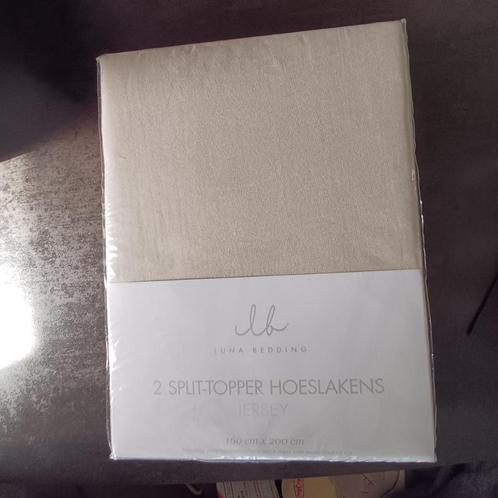 lb
LUNA BEDDING
2 SPLIT-TOPPER HOESLAKENS
JERSEY
160 cm x 200 cm